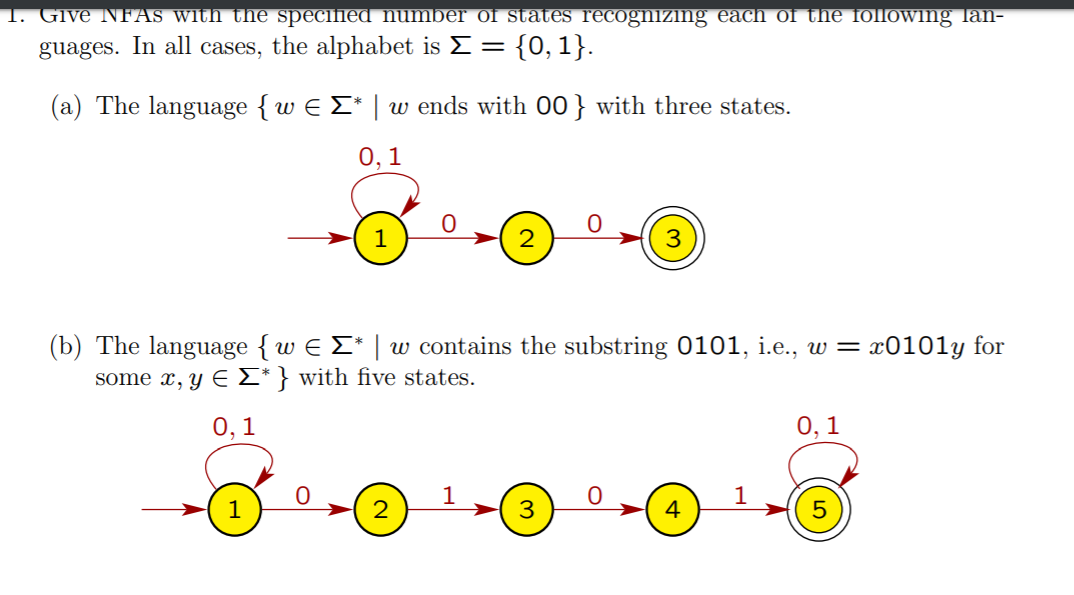 1. Give NFAs with the specified number of states recognizing each of the following lan-
guages. In all cases, the alphabet is Σ = {0, 1}.
(a) The language { w ∈ Σ* | w ends with 00 } with three states.
0, 1
1 0 2 0 3
(b) The language { w ∈ Σ* | w contains the substring 0101, i.e., w = x0101y for
some x, y ∈ Σ* } with five states.
0, 1 0, 1
1 0 2 1 3 0 4 1 5